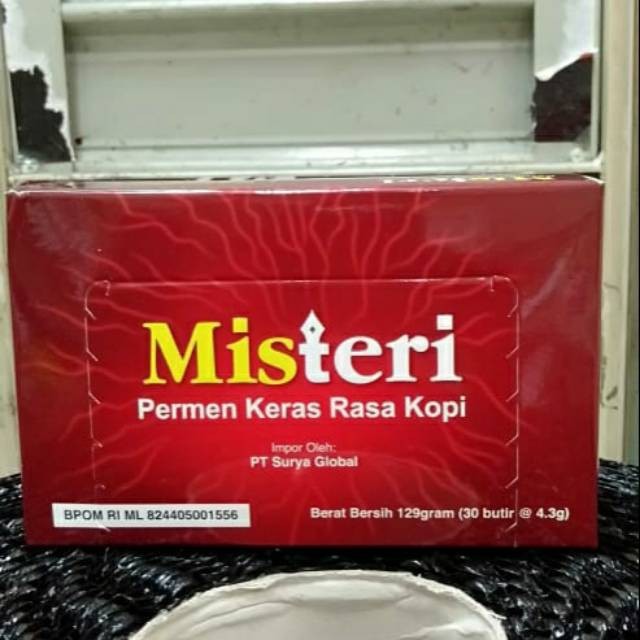 Misteri
Permen Keras Rasa Kopi
Impor Oleh:
PT Surya Global
BPOM RI ML 824405001556
Berat Bersih 129gram (30 butir @ 4.3g)